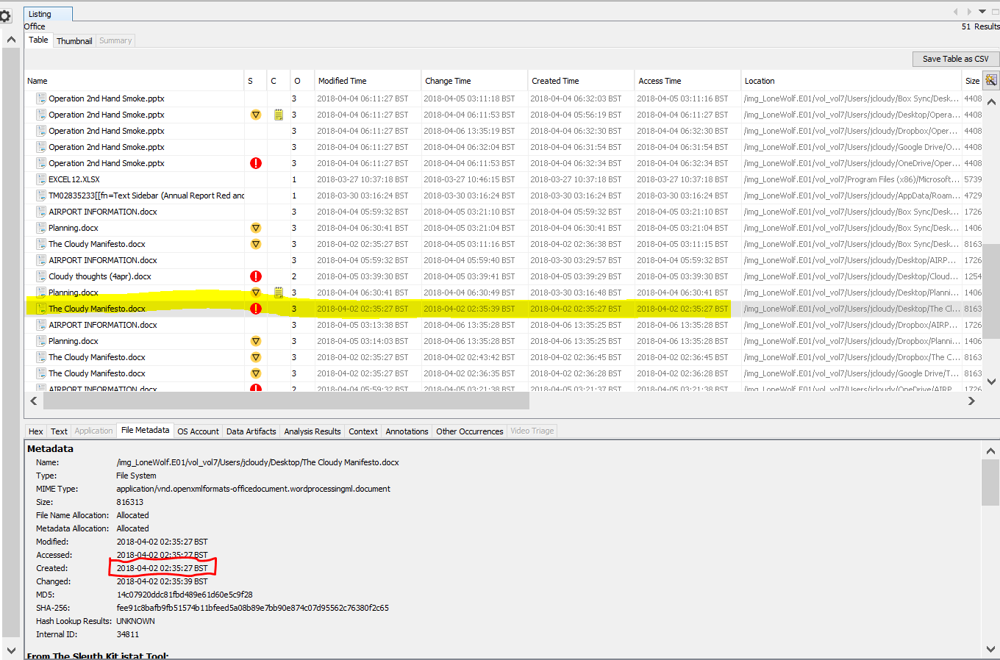 Listing
Office 51 Results
Table Thumbnail Summary
Save Table as CSV
Name S C O Modified Time Change Time Created Time Access Time Location Size
Operation 2nd Hand Smoke.pptx 3 2018-04-04 06:11:27 BST 2018-04-05 03:11:18 BST 2018-04-04 06:32:03 BST 2018-04-05 03:11:16 BST /img_LoneWolf.E01/vol_vol7/Users/jcloudy/Box Sync/Desk... 4408
Operation 2nd Hand Smoke.pptx 3 2018-04-04 06:11:27 BST 2018-04-04 06:11:53 BST 2018-04-04 05:56:19 BST 2018-04-04 06:11:27 BST /img_LoneWolf.E01/vol_vol7/Users/jcloudy/Desktop/Opera... 4408
Operation 2nd Hand Smoke.pptx 3 2018-04-04 06:11:27 BST 2018-04-06 13:35:19 BST 2018-04-04 06:32:30 BST 2018-04-04 06:32:30 BST /img_LoneWolf.E01/vol_vol7/Users/jcloudy/Dropbox/Oper... 4408
Operation 2nd Hand Smoke.pptx 3 2018-04-04 06:11:27 BST 2018-04-04 06:32:04 BST 2018-04-04 06:31:54 BST 2018-04-04 06:31:54 BST /img_LoneWolf.E01/vol_vol7/Users/jcloudy/Google Drive/O... 4408
Operation 2nd Hand Smoke.pptx 3 2018-04-04 06:11:27 BST 2018-04-04 06:11:53 BST 2018-04-04 06:32:34 BST 2018-04-04 06:32:34 BST /img_LoneWolf.E01/vol_vol7/Users/jcloudy/OneDrive/Oper... 4408
EXCEL12.XLSX 1 2018-03-27 10:37:18 BST 2018-03-27 10:46:15 BST 2018-03-27 10:37:18 BST 2018-03-27 10:37:18 BST /img_LoneWolf.E01/vol_vol7/Program Files (x86)/Microsoft... 5739
TM02835233[[fn=Text Sidebar (Annual Report Red and 1 2018-03-30 03:16:24 BST 2018-03-30 03:16:24 BST 2018-03-30 03:16:24 BST 2018-03-30 03:16:24 BST /img_LoneWolf.E01/vol_vol7/Users/jcloudy/AppData/Roam... 4729
AIRPORT INFORMATION.docx 3 2018-04-04 05:59:32 BST 2018-04-05 03:21:10 BST 2018-04-04 05:59:32 BST 2018-04-05 03:21:10 BST /img_LoneWolf.E01/vol_vol7/Users/jcloudy/Box Sync/Desk... 1726
Planning.docx 3 2018-04-04 06:30:41 BST 2018-04-05 03:21:04 BST 2018-04-04 06:30:41 BST 2018-04-05 03:21:04 BST /img_LoneWolf.E01/vol_vol7/Users/jcloudy/Box Sync/Desk... 1406
The Cloudy Manifesto.docx 3 2018-04-02 02:35:27 BST 2018-04-05 03:11:16 BST 2018-04-02 02:36:38 BST 2018-04-05 03:11:15 BST /img_LoneWolf.E01/vol_vol7/Users/jcloudy/Box Sync/Desk... 8163
AIRPORT INFORMATION.docx 3 2018-04-04 05:59:32 BST 2018-04-04 05:59:40 BST 2018-03-30 03:29:57 BST 2018-04-04 05:59:32 BST /img_LoneWolf.E01/vol_vol7/Users/jcloudy/Desktop/AIRP... 1726
Cloudy thoughts (4apr).docx 2 2018-04-05 03:39:30 BST 2018-04-05 03:39:41 BST 2018-04-05 03:39:29 BST 2018-04-05 03:39:30 BST /img_LoneWolf.E01/vol_vol7/Users/jcloudy/Desktop/Cloud... 1254
Planning.docx 3 2018-04-04 06:30:41 BST 2018-04-04 06:30:49 BST 2018-03-30 03:16:48 BST 2018-04-04 06:30:41 BST /img_LoneWolf.E01/vol_vol7/Users/jcloudy/Desktop/Planni... 1406
The Cloudy Manifesto.docx 3 2018-04-02 02:35:27 BST 2018-04-02 02:35:39 BST 2018-04-02 02:35:27 BST 2018-04-02 02:35:27 BST /img_LoneWolf.E01/vol_vol7/Users/jcloudy/Desktop/The Cl... 8163
AIRPORT INFORMATION.docx 3 2018-04-05 03:13:38 BST 2018-04-06 13:35:28 BST 2018-04-06 13:35:25 BST 2018-04-06 13:35:28 BST /img_LoneWolf.E01/vol_vol7/Users/jcloudy/Dropbox/AIRP... 1726
Planning.docx 3 2018-04-05 03:14:03 BST 2018-04-06 13:35:28 BST 2018-04-06 13:35:25 BST 2018-04-06 13:35:28 BST /img_LoneWolf.E01/vol_vol7/Users/jcloudy/Dropbox/Planni... 1406
The Cloudy Manifesto.docx 3 2018-04-02 02:35:27 BST 2018-04-02 02:43:42 BST 2018-04-02 02:36:45 BST 2018-04-02 02:36:45 BST /img_LoneWolf.E01/vol_vol7/Users/jcloudy/Dropbox/The C... 8163
The Cloudy Manifesto.docx 3 2018-04-02 02:35:27 BST 2018-04-02 02:36:35 BST 2018-04-02 02:36:28 BST 2018-04-02 02:36:28 BST /img_LoneWolf.E01/vol_vol7/Users/jcloudy/Google Drive/T... 8163
AIRPORT INFORMATION.docx 2 2018-04-04 05:59:32 BST 2018-04-05 03:21:38 BST 2018-04-05 03:21:37 BST 2018-04-05 03:21:38 BST /img_LoneWolf.E01/vol_vol7/Users/jcloudy/OneDrive/AIRP... 1726
Hex Text Application File Metadata OS Account Data Artifacts Analysis Results Context Annotations Other Occurrences Video Triage
Metadata
Name: /img_LoneWolf.E01/vol_vol7/Users/jcloudy/Desktop/The Cloudy Manifesto.docx
Type: File System
MIME Type: application/vnd.openxmlformats-officedocument.wordprocessingml.document
Size: 816313
File Name Allocation: Allocated
Metadata Allocation: Allocated
Modified: 2018-04-02 02:35:27 BST
Accessed: 2018-04-02 02:35:27 BST
Created: 2018-04-02 02:35:27 BST
Changed: 2018-04-02 02:35:39 BST
MD5: 14c07920ddc81fbd489e61d60e5c9f28
SHA-256: fee91c8bafb9fb51574b11bfeed5a08b89e7bb90e874c07d95562c76380f2c65
Hash Lookup Results: UNKNOWN
Internal ID: 34811
From The Sleuth Kit istat Tool: